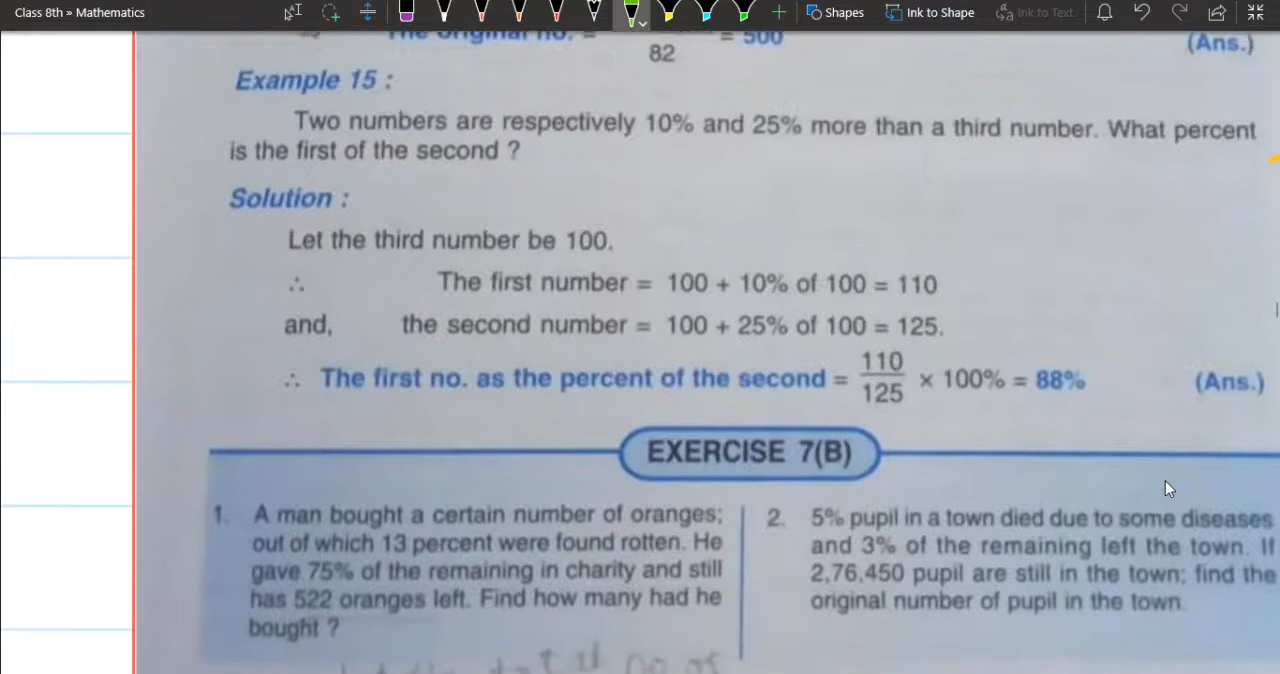 Class 8th » Mathematics
Shapes
Ink to Shape
Ink to Text
The original no. = = 500
82
(Ans.)
Example 15 :
Two numbers are respectively 10% and 25% more than a third number. What percent
is the first of the second ?
Solution :
Let the third number be 100.
∴ The first number = 100 + 10% of 100 = 110
and, the second number = 100 + 25% of 100 = 125.
∴ The first no. as the percent of the second = 110/125 × 100% = 88% (Ans.)
EXERCISE 7(B)
1. A man bought a certain number of oranges;
out of which 13 percent were found rotten. He
gave 75% of the remaining in charity and still
has 522 oranges left. Find how many had he
bought ?
2. 5% pupil in a town died due to some diseases
and 3% of the remaining left the town. If
2,76,450 pupil are still in the town; find the
original number of pupil in the town.